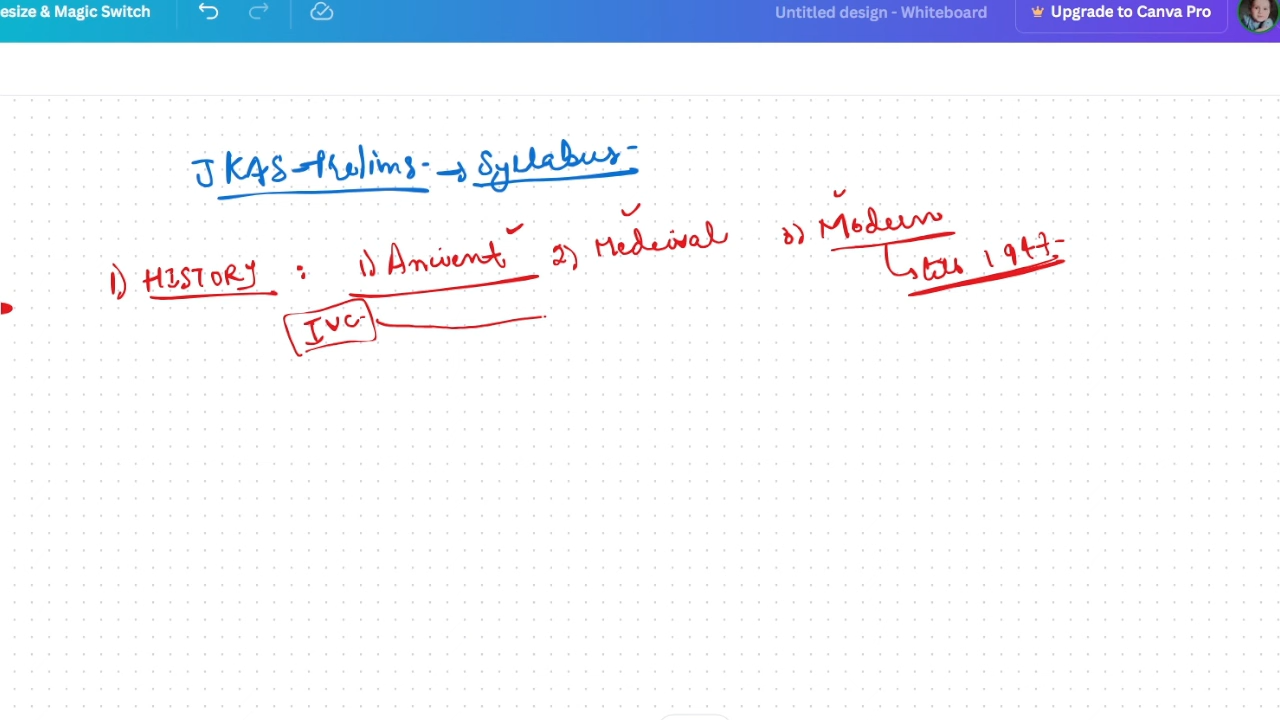 esize & Magic Switch
Untitled design - Whiteboard
Upgrade to Canva Pro
JKAS - Prelims - → Syllabus -
1) HISTORY : 1) Ancient 2) Medeival 3) Modern
till 1947 -
IVC -